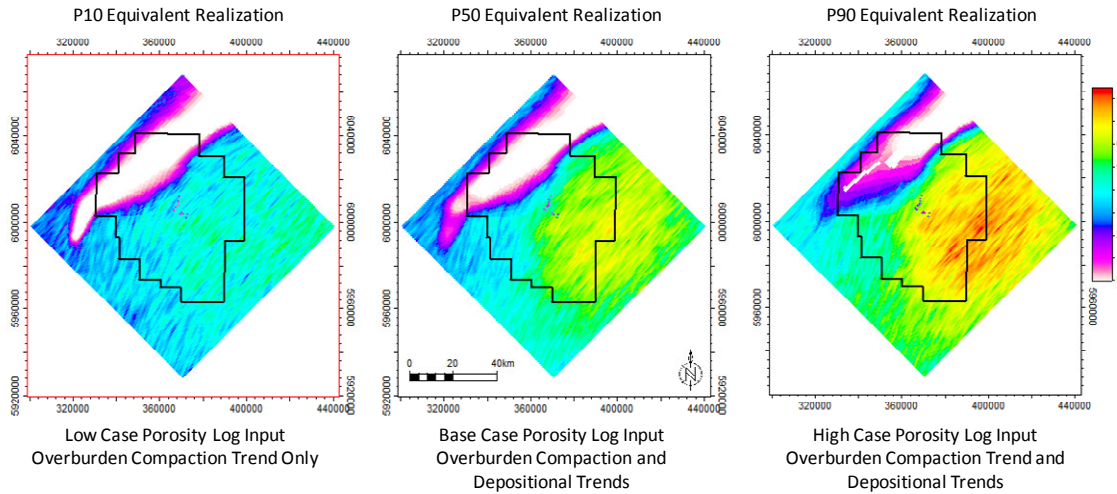 P10 Equivalent Realization
P50 Equivalent Realization
P90 Equivalent Realization
320000 360000 400000 440000
320000 360000 400000 440000
320000 360000 400000 440000
6040000
6000000
5960000
5920000
6040000
6000000
5960000
5920000
6040000
6000000
5960000
5920000
6040000
6000000
5960000
5920000
5960000
0 20 40km
N
320000 360000 400000 440000
320000 360000 400000 440000
320000 360000 400000 440000
Low Case Porosity Log Input
Overburden Compaction Trend Only
Base Case Porosity Log Input
Overburden Compaction and
Depositional Trends
High Case Porosity Log Input
Overburden Compaction Trend and
Depositional Trends